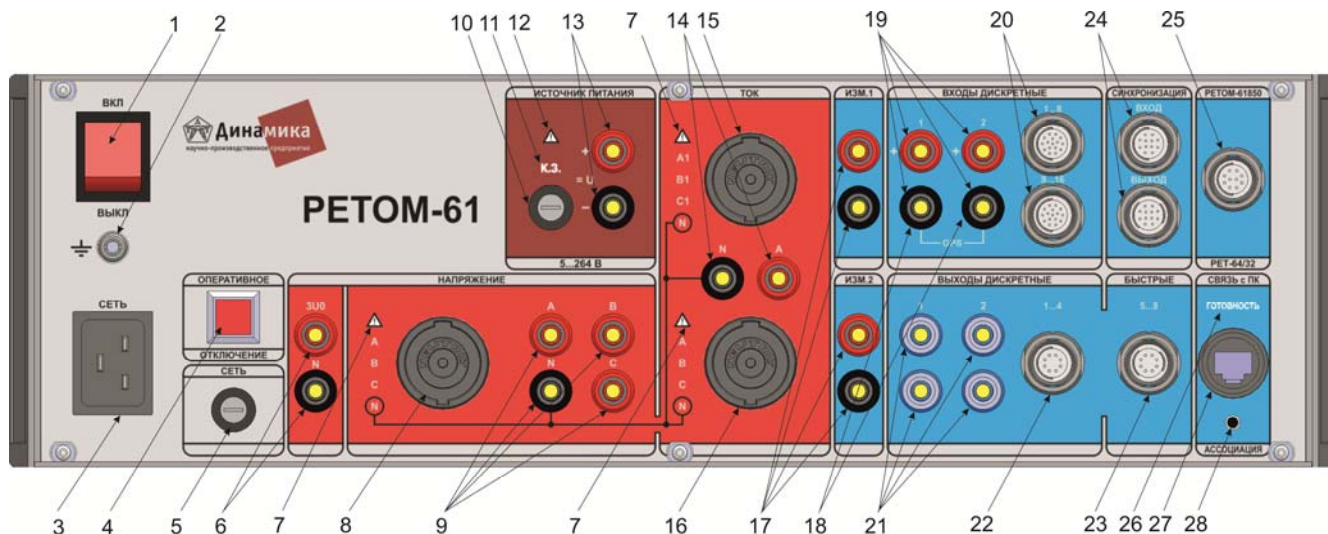 1 2 10 11 12 13 7 14 15 19 20 24 25
ВКЛ
ВЫКЛ
СЕТЬ
Динамика
научно-производственное предприятие
РЕТОМ-61
ИСТОЧНИК ПИТАНИЯ
К.З.
+
= U
−
5...264 В
ОПЕРАТИВНОЕ
ОТКЛЮЧЕНИЕ
СЕТЬ
НАПРЯЖЕНИЕ
3U0
N
A
B
C
N
A B
N C
ТОК
A1
B1
C1
N
N A
A
B
C
N
ИЗМ.1
ВХОДЫ ДИСКРЕТНЫЕ
1 2
+ +
1...8
9...16
СИНХРОНИЗАЦИЯ
ВХОД
ВЫХОД
РЕТОМ-61850
РЕТ-64/32
ИЗМ.2
ВЫХОДЫ ДИСКРЕТНЫЕ
1 2
1...4
БЫСТРЫЕ
5...8
СВЯЗЬ с ПК
ГОТОВНОСТЬ
АССОЦИАЦИЯ
3 4 5 6 7 8 9 7 16 17 18 21 22 23 26 27 28